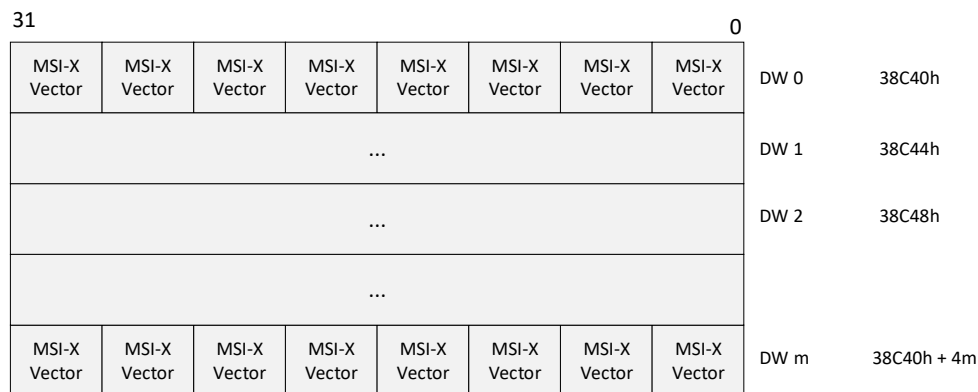 31 0
MSI-X MSI-X MSI-X MSI-X MSI-X MSI-X MSI-X MSI-X
Vector Vector Vector Vector Vector Vector Vector Vector DW 0 38C40h
... DW 1 38C44h
... DW 2 38C48h
...
MSI-X MSI-X MSI-X MSI-X MSI-X MSI-X MSI-X MSI-X
Vector Vector Vector Vector Vector Vector Vector Vector DW m 38C40h + 4m